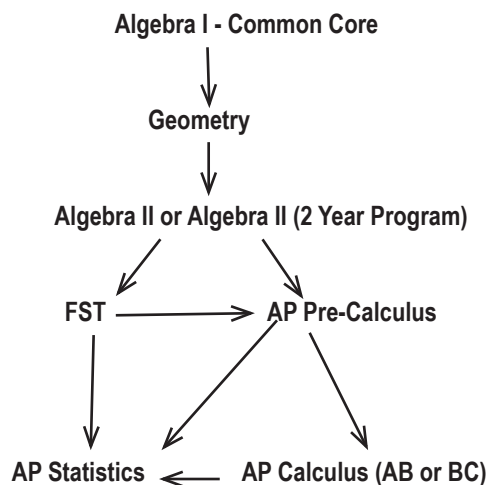 Algebra I - Common Core
Geometry
Algebra II or Algebra II (2 Year Program)
FST
AP Pre-Calculus
AP Statistics
AP Calculus (AB or BC)